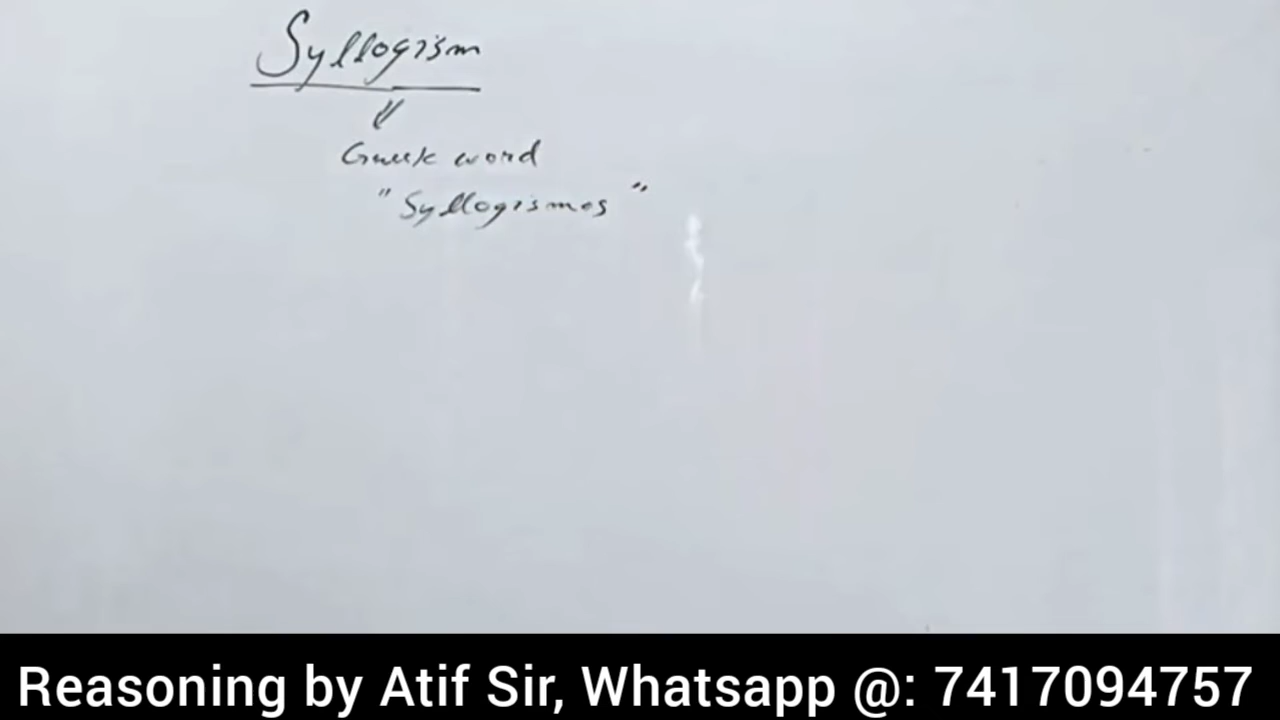 Syllogism
Greek word
"Syllogismos"
Reasoning by Atif Sir, Whatsapp @: 7417094757